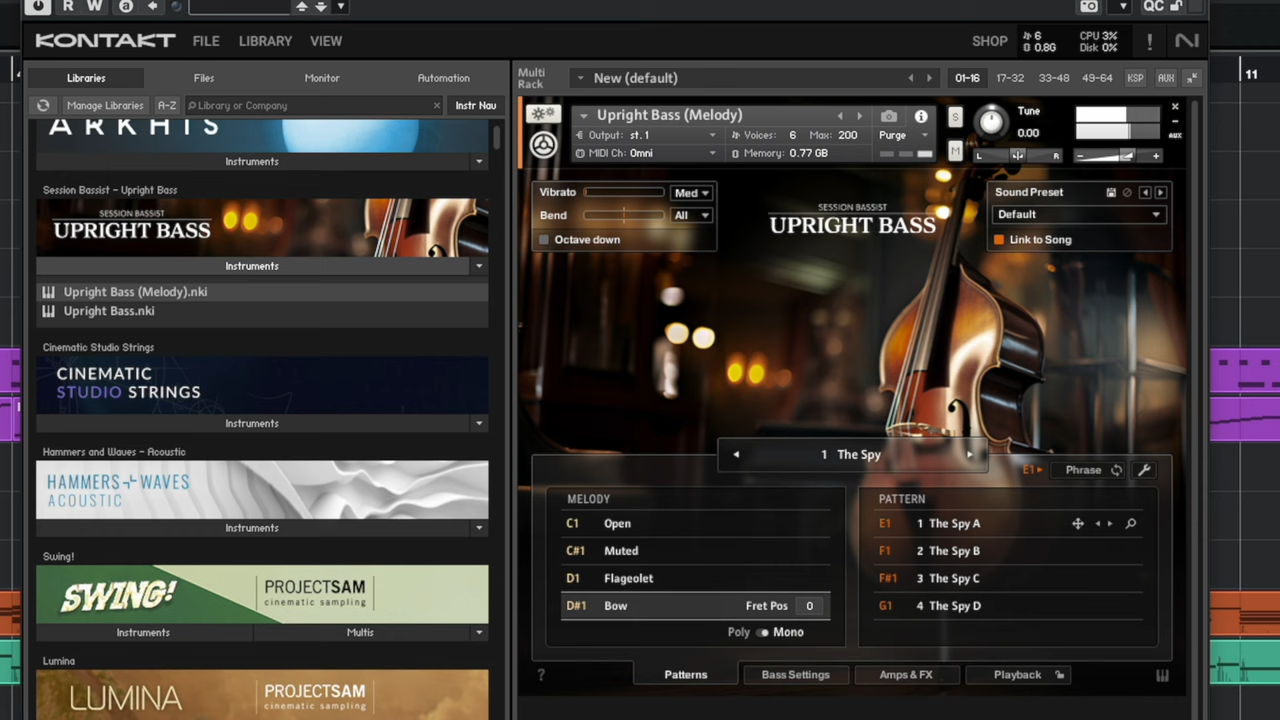 R W a QC
KONTAKT FILE LIBRARY VIEW SHOP 6 0.8G CPU 3% Disk 0% !
Libraries Files Monitor Automation
Multi Rack New (default) 01-16 17-32 33-48 49-64 KSP AUX
11
Manage Libraries A-Z Library or Company × Instr Nav
ARKHIS
Instruments
Session Bassist - Upright Bass
SESSION BASSIST
UPRIGHT BASS
Instruments
Upright Bass (Melody).nki
Upright Bass.nki
Cinematic Studio Strings
CINEMATIC
STUDIO STRINGS
Instruments
Hammers and Waves - Acoustic
HAMMERS+WAVES
ACOUSTIC
Instruments
Swing!
SWING! PROJECTSAM
cinematic sampling
Instruments Multis
Lumina
LUMINA PROJECTSAM
cinematic sampling
Upright Bass (Melody)
Output: st.1 Voices: 6 Max: 200 Purge
MIDI Ch: Omni Memory: 0.77 GB
S
M
Tune
0.00
L R - +
× - AUX
Vibrato Med
Bend All
Octave down
SESSION BASSIST
UPRIGHT BASS
Sound Preset
Default
Link to Song
1 The Spy
E1 Phrase
MELODY
C1 Open
C#1 Muted
D1 Flageolet
D#1 Bow Fret Pos 0
Poly Mono
PATTERN
E1 1 The Spy A
F1 2 The Spy B
F#1 3 The Spy C
G1 4 The Spy D
? Patterns Bass Settings Amps & FX Playback